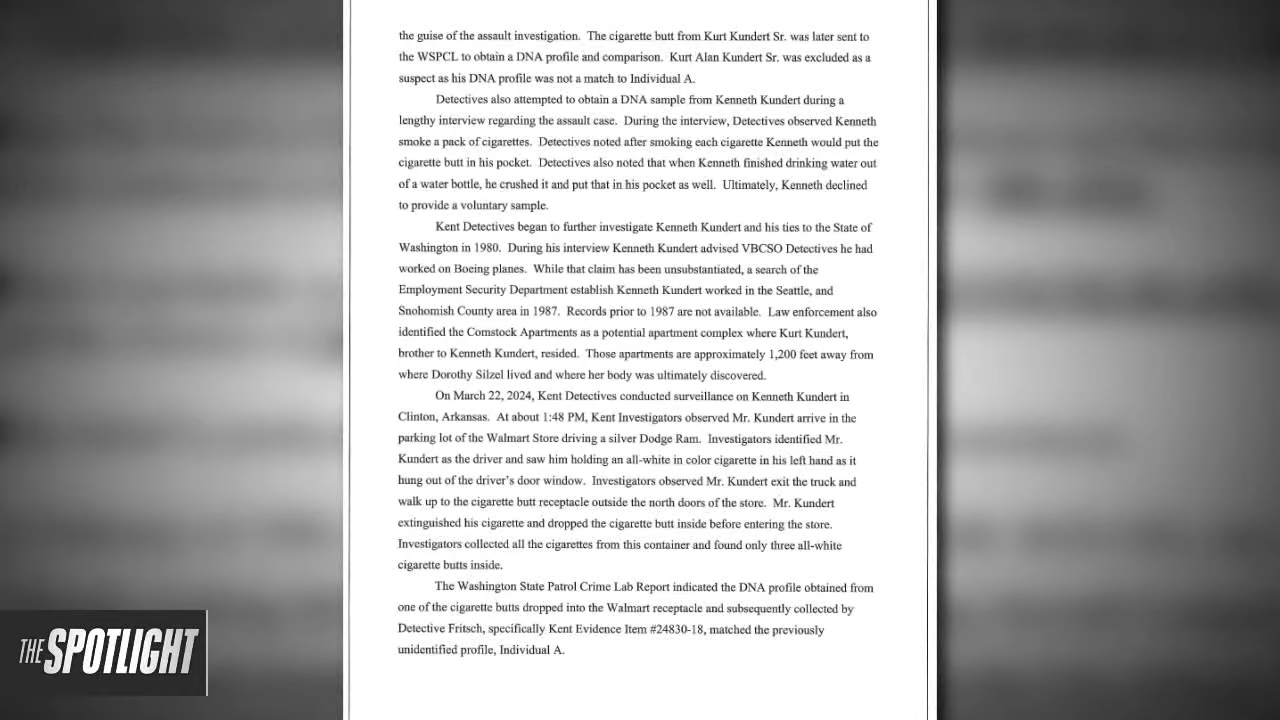 the guise of the assault investigation. The cigarette butt from Kurt Kundert Sr. was later sent to
the WSPCL to obtain a DNA profile and comparison. Kurt Alan Kundert Sr. was excluded as a
suspect as his DNA profile was not a match to Individual A.
Detectives also attempted to obtain a DNA sample from Kenneth Kundert during a
lengthy interview regarding the assault case. During the interview, Detectives observed Kenneth
smoke a pack of cigarettes. Detectives noted after smoking each cigarette Kenneth would put the
cigarette butt in his pocket. Detectives also noted that when Kenneth finished drinking water out
of a water bottle, he crushed it and put that in his pocket as well. Ultimately, Kenneth declined
to provide a voluntary sample.
Kent Detectives began to further investigate Kenneth Kundert and his ties to the State of
Washington in 1980. During his interview Kenneth Kundert advised VBCSO Detectives he had
worked on Boeing planes. While that claim has been unsubstantiated, a search of the
Employment Security Department establish Kenneth Kundert worked in the Seattle, and
Snohomish County area in 1987. Records prior to 1987 are not available. Law enforcement also
identified the Comstock Apartments as a potential apartment complex where Kurt Kundert,
brother to Kenneth Kundert, resided. Those apartments are approximately 1,200 feet away from
where Dorothy Silzel lived and where her body was ultimately discovered.
On March 22, 2024, Kent Detectives conducted surveillance on Kenneth Kundert in
Clinton, Arkansas. At about 1:48 PM, Kent Investigators observed Mr. Kundert arrive in the
parking lot of the Walmart Store driving a silver Dodge Ram. Investigators identified Mr.
Kundert as the driver and saw him holding an all-white in color cigarette in his left hand as it
hung out of the driver's door window. Investigators observed Mr. Kundert exit the truck and
walk up to the cigarette butt receptacle outside the north doors of the store. Mr. Kundert
extinguished his cigarette and dropped the cigarette butt inside before entering the store.
Investigators collected all the cigarettes from this container and found only three all-white
cigarette butts inside.
The Washington State Patrol Crime Lab Report indicated the DNA profile obtained from
one of the cigarette butts dropped into the Walmart receptacle and subsequently collected by
Detective Fritsch, specifically Kent Evidence Item #24830-18, matched the previously
unidentified profile, Individual A.
THE SPOTLIGHT